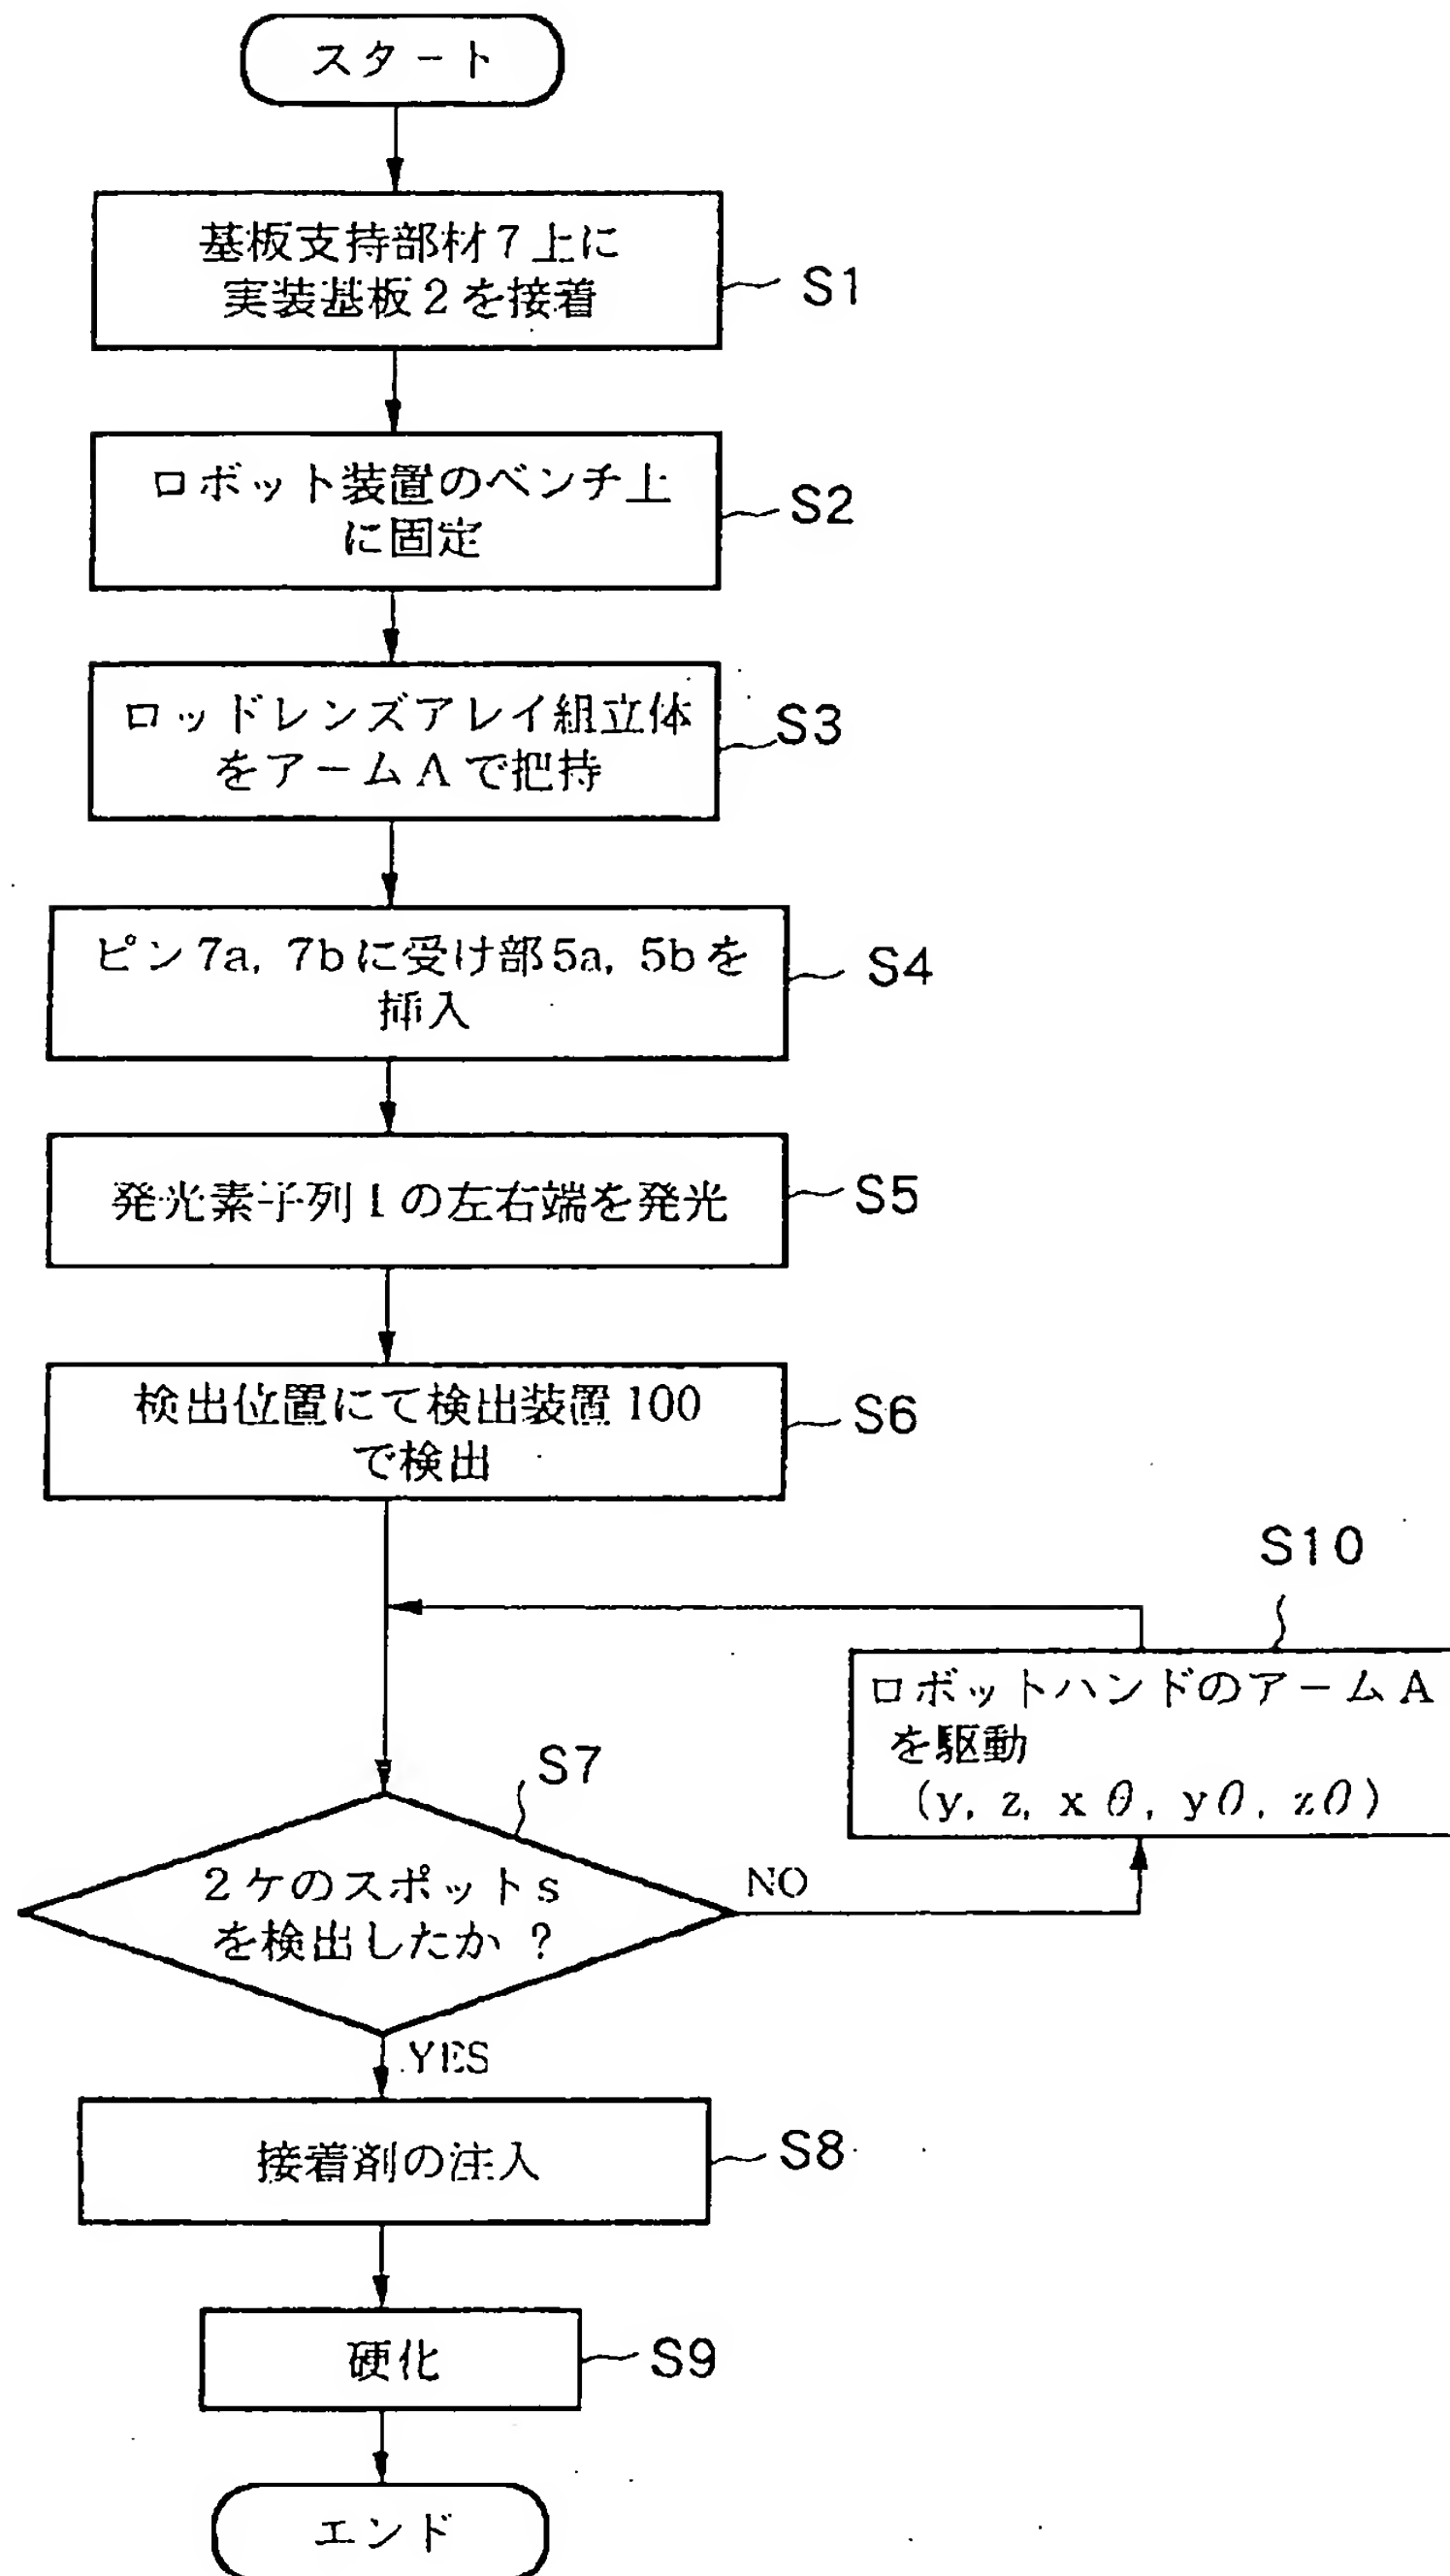 スタート
基板支持部材7上に
実装基板2を接着
S1
ロボット装置のベンチ上
に固定
S2
ロッドレンズアレイ組立体
をアームAで把持
S3
ピン7a, 7bに受け部5a, 5bを
挿入
S4
発光素子列1の左右端を発光
S5
検出位置にて検出装置100
で検出
S6
S10
ロボットハンドのアームA
を駆動
(y, z, xθ, yθ, zθ)
S7
2ケのスポットs
を検出したか？
NO
YES
接着剤の注入
S8
硬化
S9
エンド